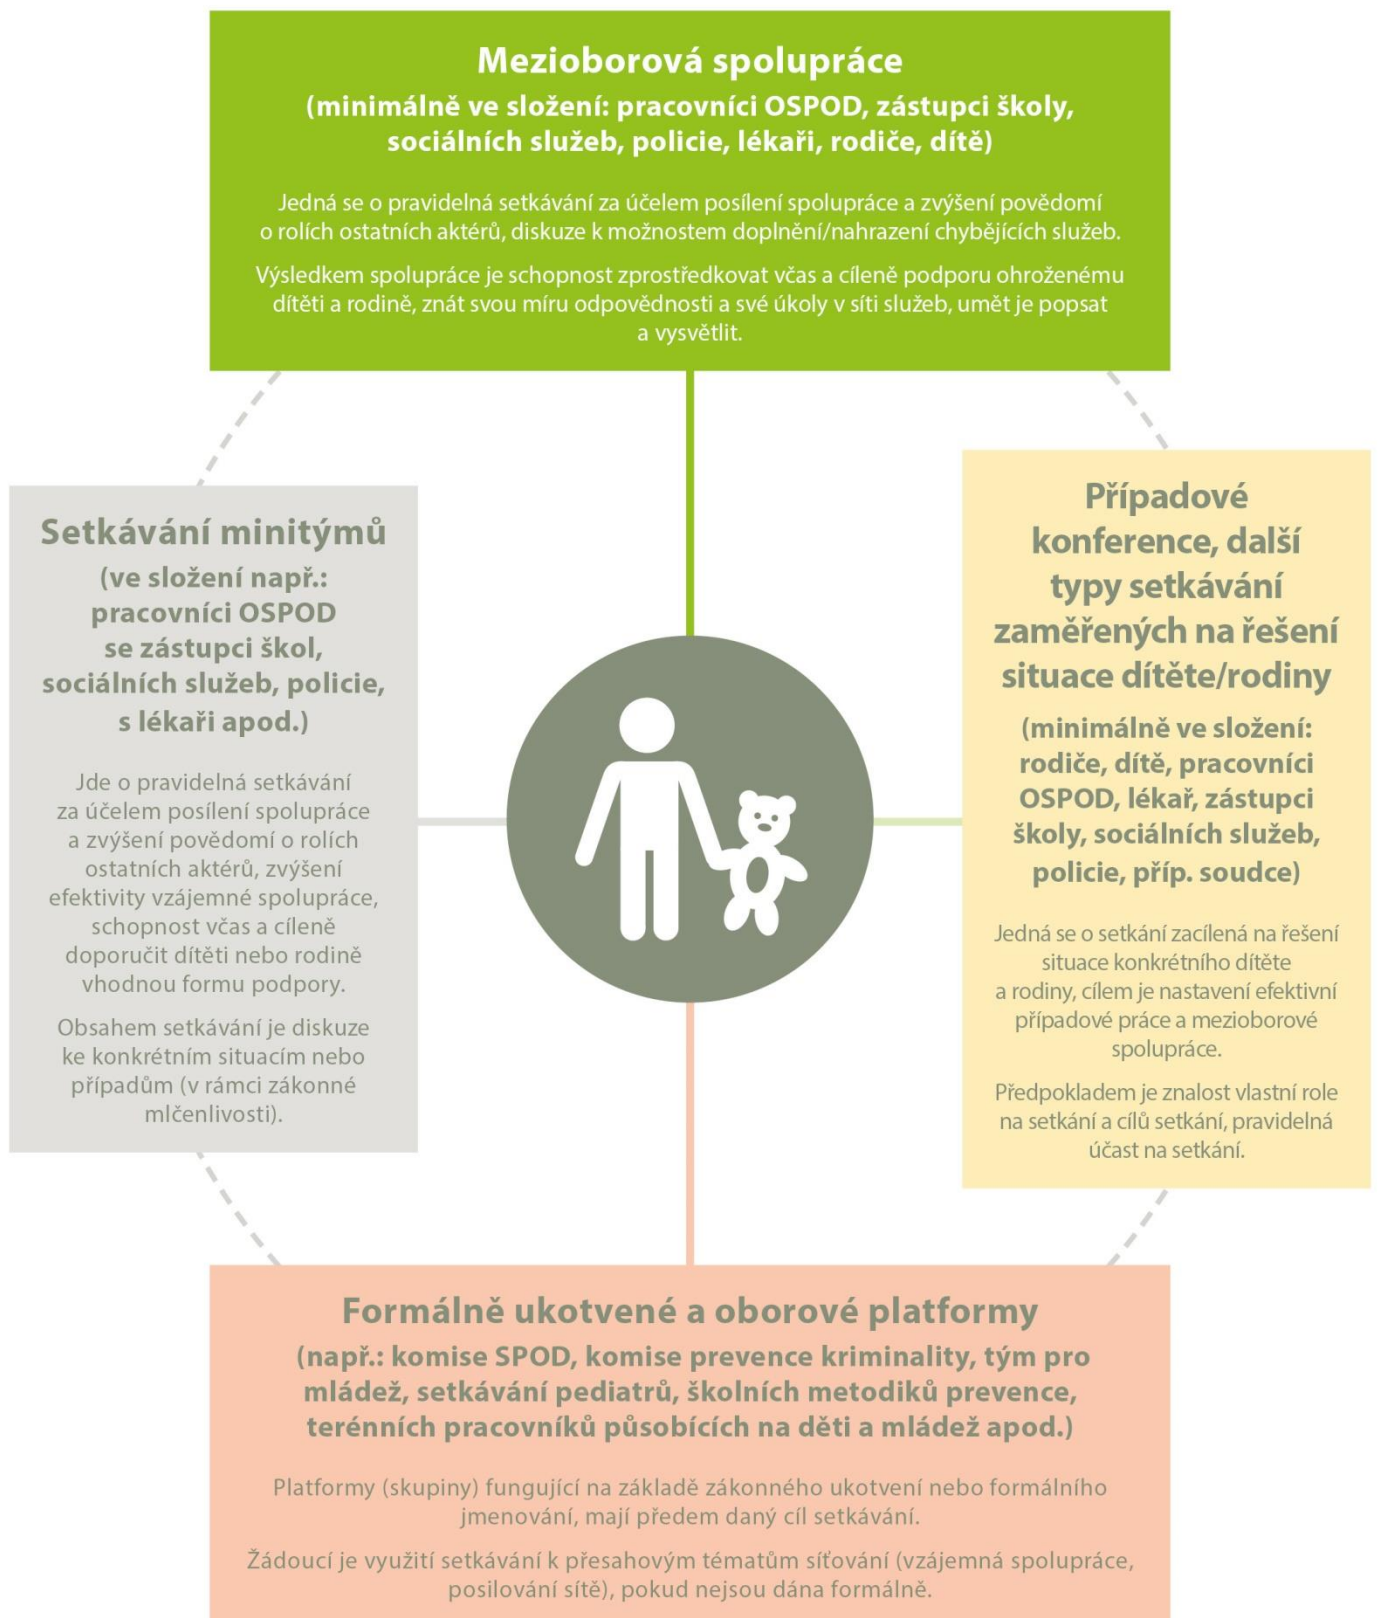 Mezioborová spolupráce
(minimálně ve složení: pracovníci OSPOD, zástupci školy,
sociálních služeb, policie, lékaři, rodiče, dítě)
Jedná se o pravidelná setkávání za účelem posílení spolupráce a zvýšení povědomí
o rolích ostatních aktérů, diskuze k možnostem doplnění/nahrazení chybějících služeb.
Výsledkem spolupráce je schopnost zprostředkovat včas a cíleně podporu ohroženému
dítěti a rodině, znát svou míru odpovědnosti a své úkoly v síti služeb, umět je popsat
a vysvětlit.
Setkávání minitýmů
(ve složení např.:
pracovníci OSPOD
se zástupci škol,
sociálních služeb, policie,
s lékaři apod.)
Jde o pravidelná setkávání
za účelem posílení spolupráce
a zvýšení povědomí o rolích
ostatních aktérů, zvýšení
efektivity vzájemné spolupráce,
schopnost včas a cíleně
doporučit dítěti nebo rodině
vhodnou formu podpory.
Obsahem setkávání je diskuze
ke konkrétním situacím nebo
případům (v rámci zákonné
mlčenlivosti).
Případové
konference, další
typy setkávání
zaměřených na řešení
situace dítěte/rodiny
(minimálně ve složení:
rodiče, dítě, pracovníci
OSPOD, lékař, zástupci
školy, sociálních služeb,
policie, příp. soudce)
Jedná se o setkání zacílená na řešení
situace konkrétního dítěte
a rodiny, cílem je nastavení efektivní
případové práce a mezioborové
spolupráce.
Předpokladem je znalost vlastní role
na setkání a cílů setkání, pravidelná
účast na setkání.
Formálně ukotvené a oborové platformy
(např.: komise SPOD, komise prevence kriminality, tým pro
mládež, setkávání pediatrů, školních metodiků prevence,
terénních pracovníků působících na děti a mládež apod.)
Platformy (skupiny) fungující na základě zákonného ukotvení nebo formálního
jmenování, mají předem daný cíl setkávání.
Žádoucí je využití setkávání k přesahovým tématům síťování (vzájemná spolupráce,
posilování sítě), pokud nejsou dána formálně.